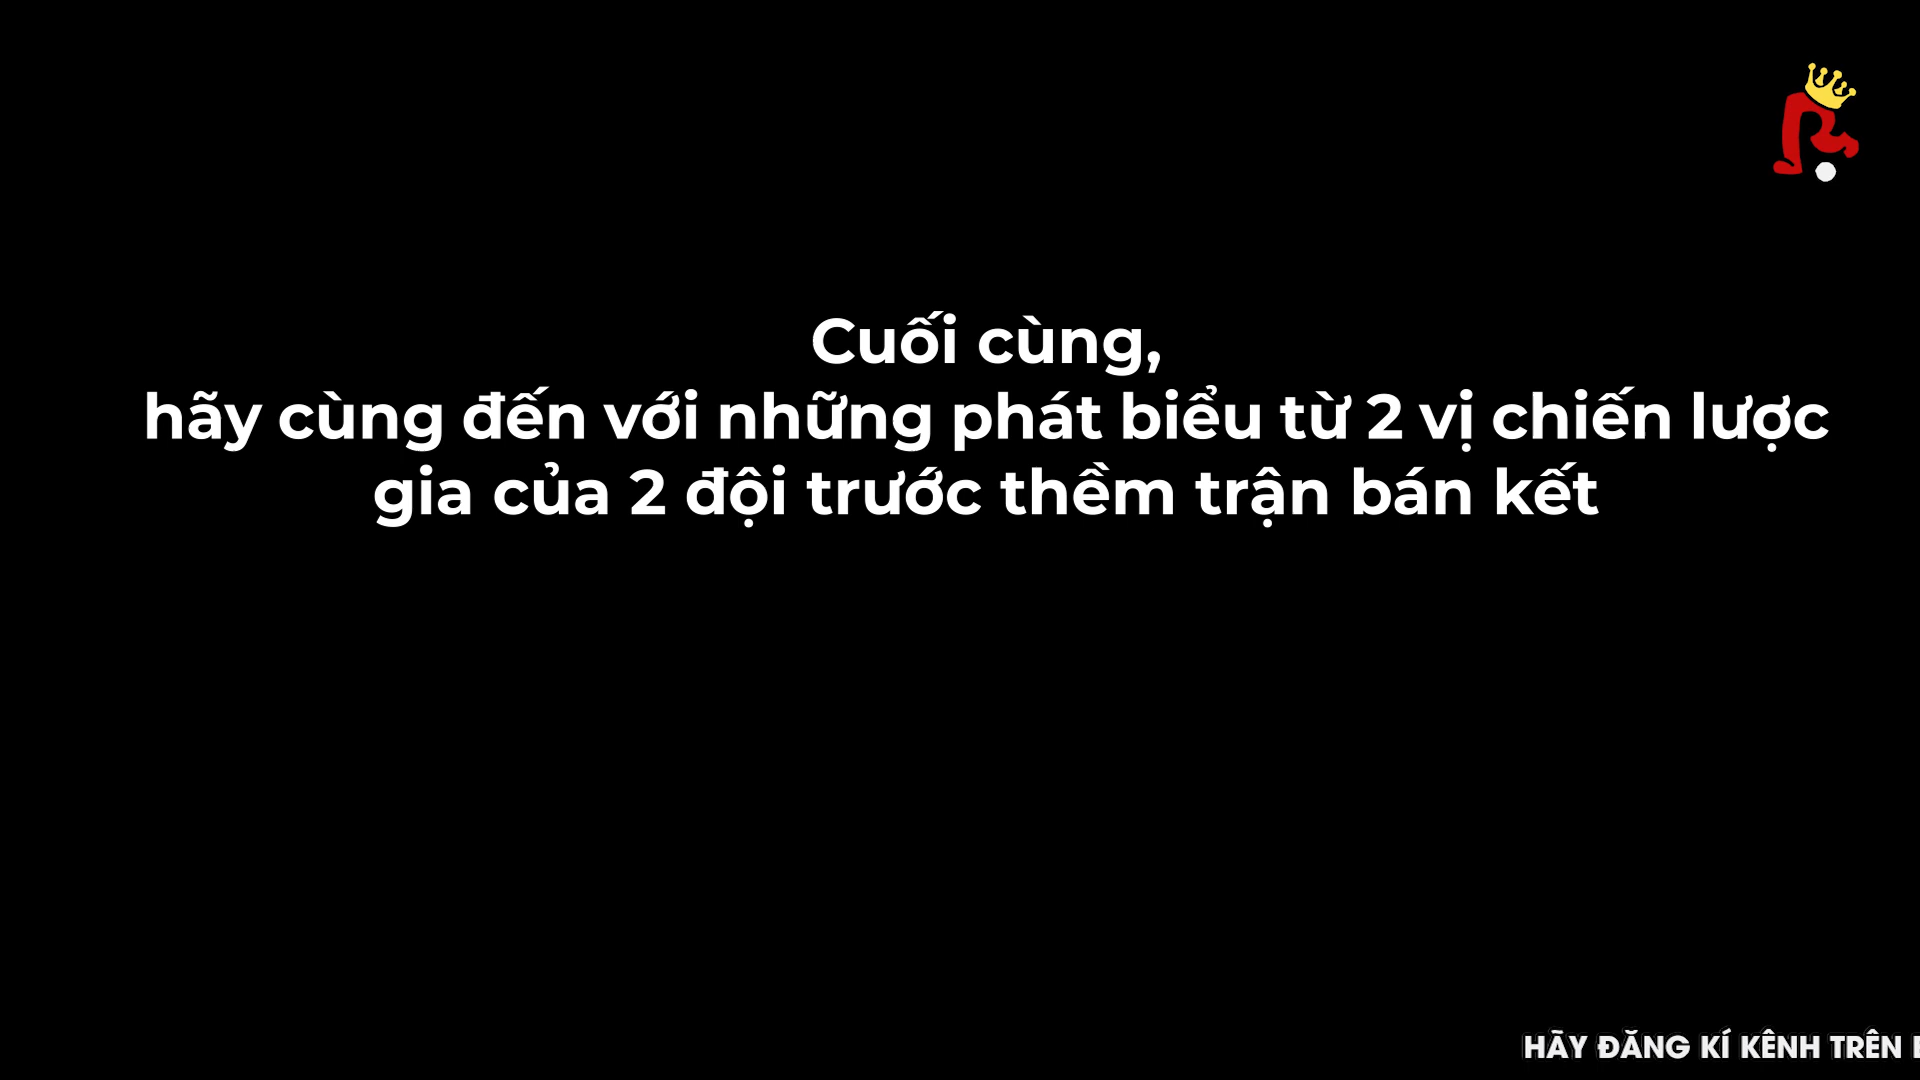 Cuối cùng,
hãy cùng đến với những phát biểu từ 2 vị chiến lược
gia của 2 đội trước thềm trận bán kết
HÃY ĐĂNG KÍ KÊNH TRÊN